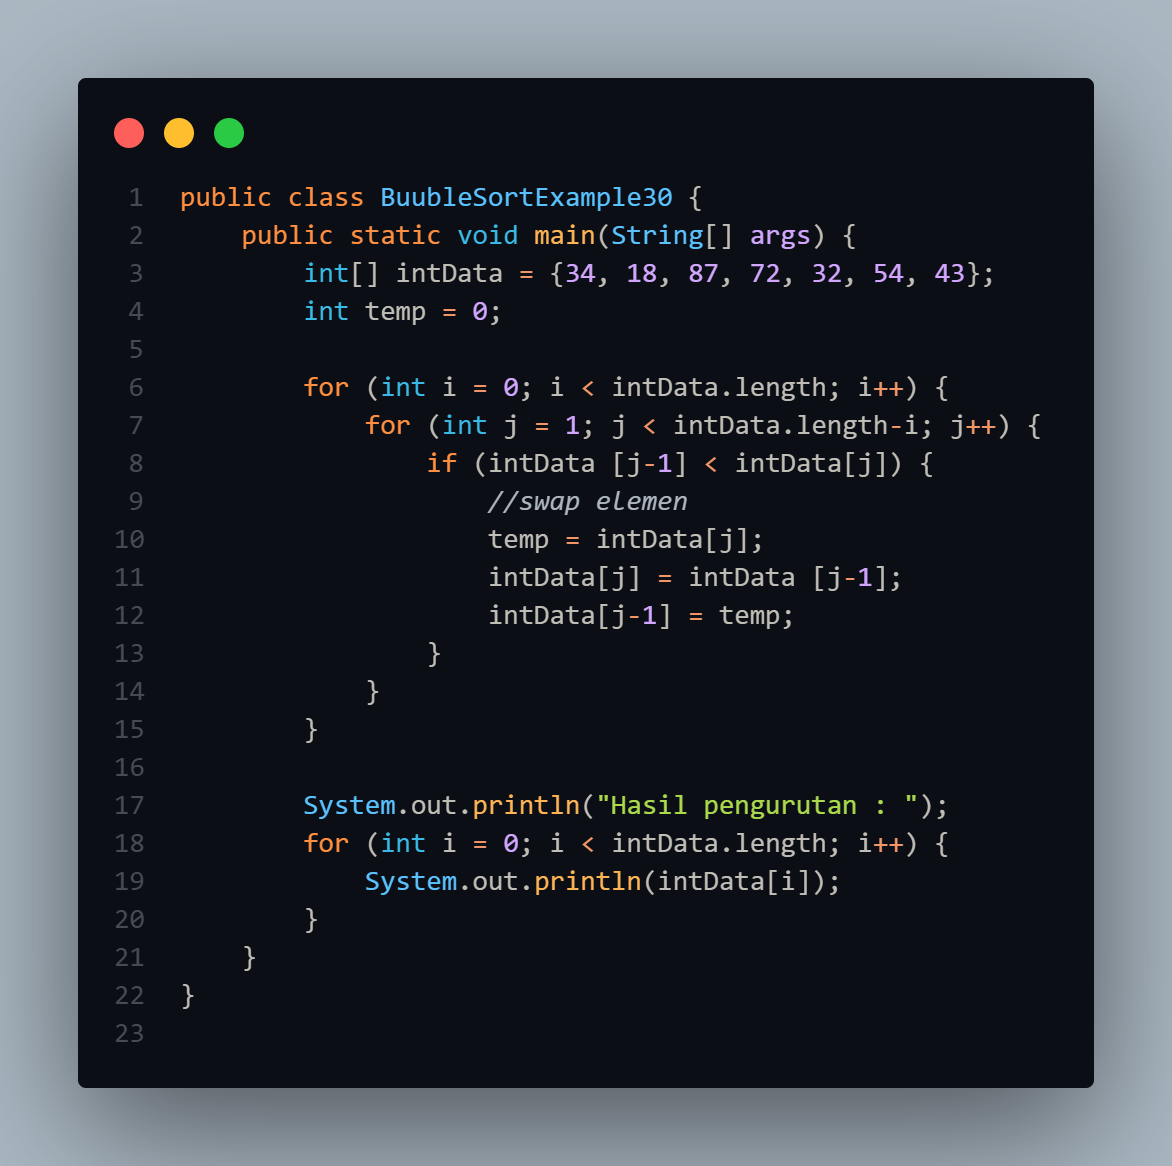 1 public class BuubleSortExample30 {
2     public static void main(String[] args) {
3         int[] intData = {34, 18, 87, 72, 32, 54, 43};
4         int temp = 0;
5
6         for (int i = 0; i < intData.length; i++) {
7             for (int j = 1; j < intData.length-i; j++) {
8                 if (intData [j-1] < intData[j]) {
9                     //swap elemen
10                     temp = intData[j];
11                     intData[j] = intData [j-1];
12                     intData[j-1] = temp;
13                 }
14             }
15         }
16
17         System.out.println("Hasil pengurutan : ");
18         for (int i = 0; i < intData.length; i++) {
19             System.out.println(intData[i]);
20         }
21     }
22 }
23